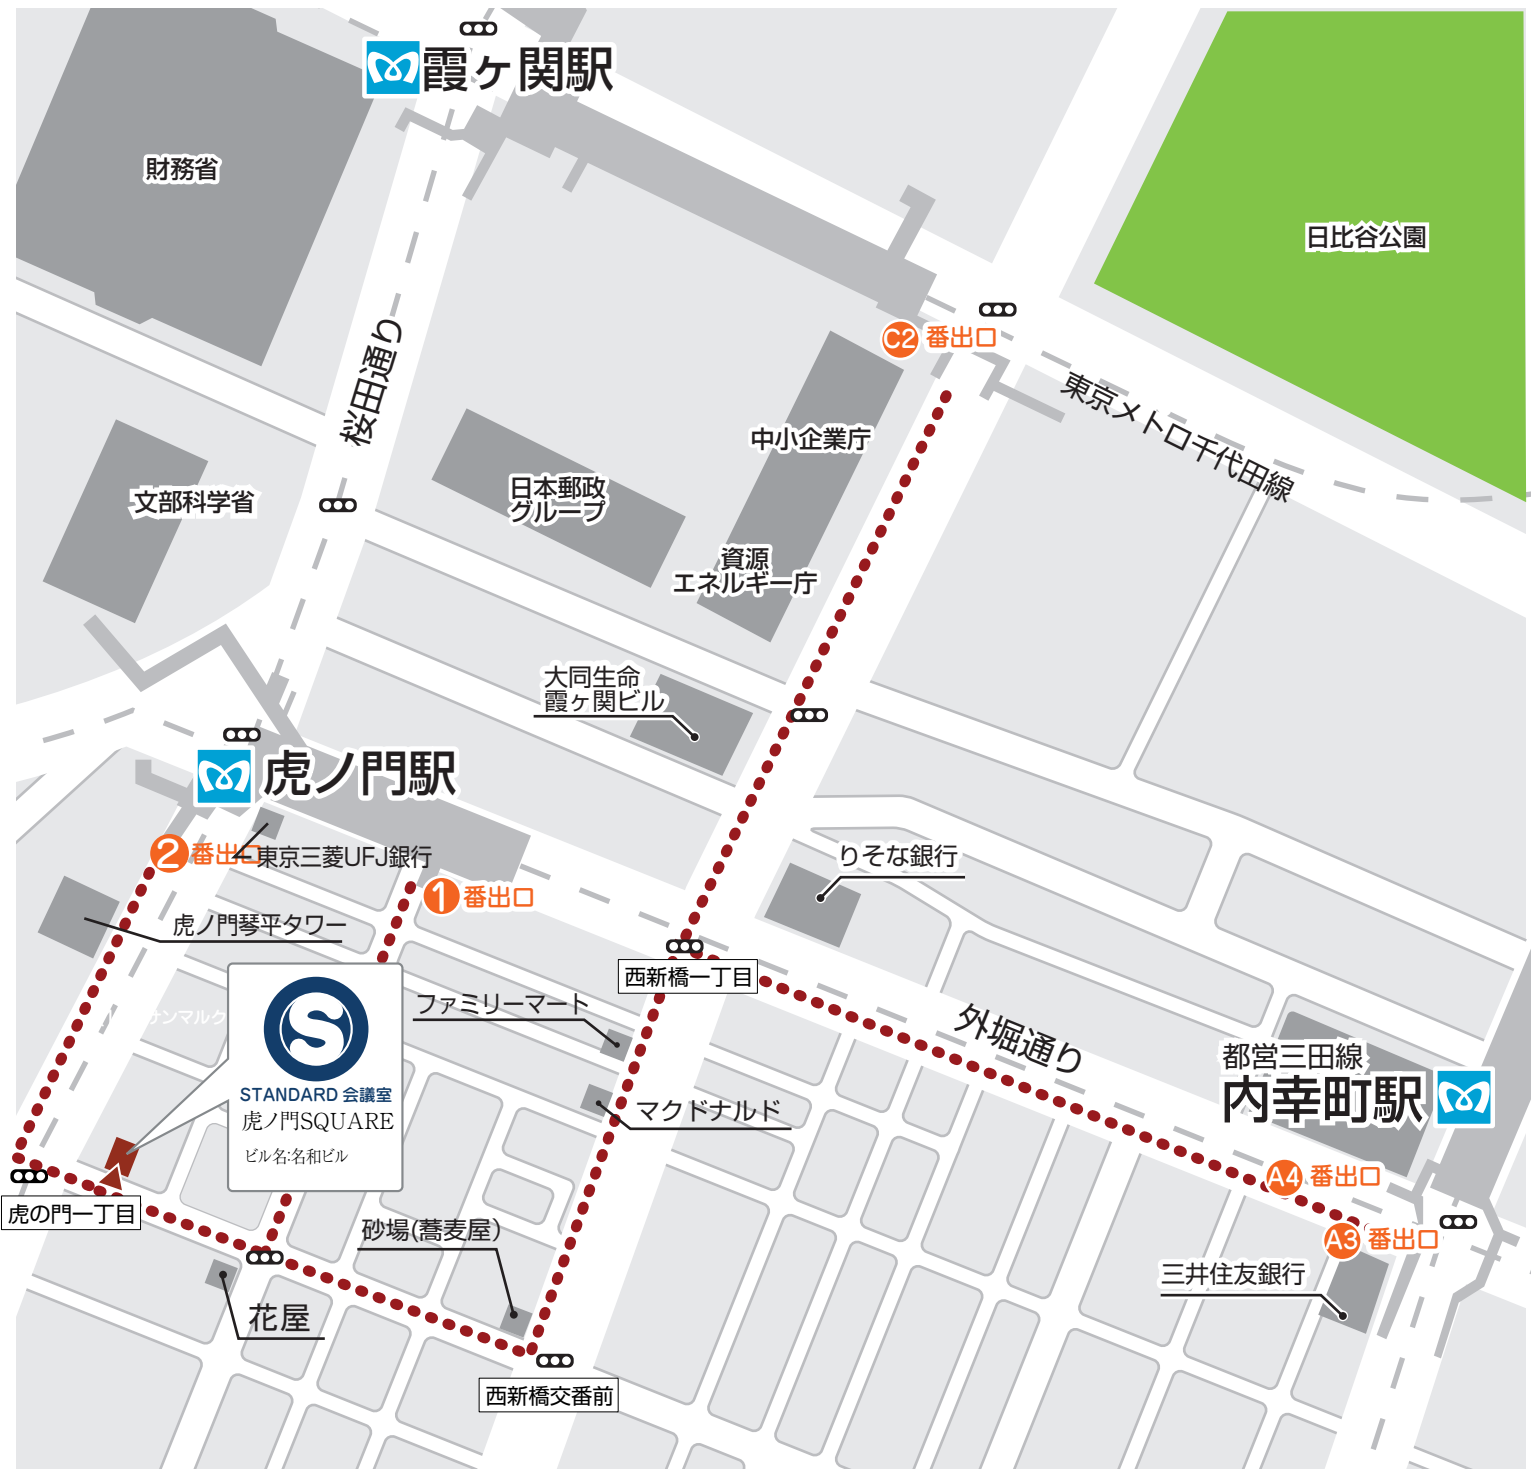 霞ヶ関駅
財務省
日比谷公園
C2 番出口
桜田通り
東京メトロ千代田線
中小企業庁
日本郵政
グループ
文部科学省
資源
エネルギー庁
大同生命
霞ヶ関ビル
虎ノ門駅
2 番出口
東京三菱UFJ銀行
りそな銀行
1 番出口
虎ノ門琴平タワー
西新橋一丁目
ファミリーマート
サンマルク
外堀通り
都営三田線
内幸町駅
S
STANDARD 会議室
虎ノ門SQUARE
ビル名:名和ビル
マクドナルド
A4 番出口
虎の門一丁目
砂場(蕎麦屋)
A3 番出口
三井住友銀行
花屋
西新橋交番前